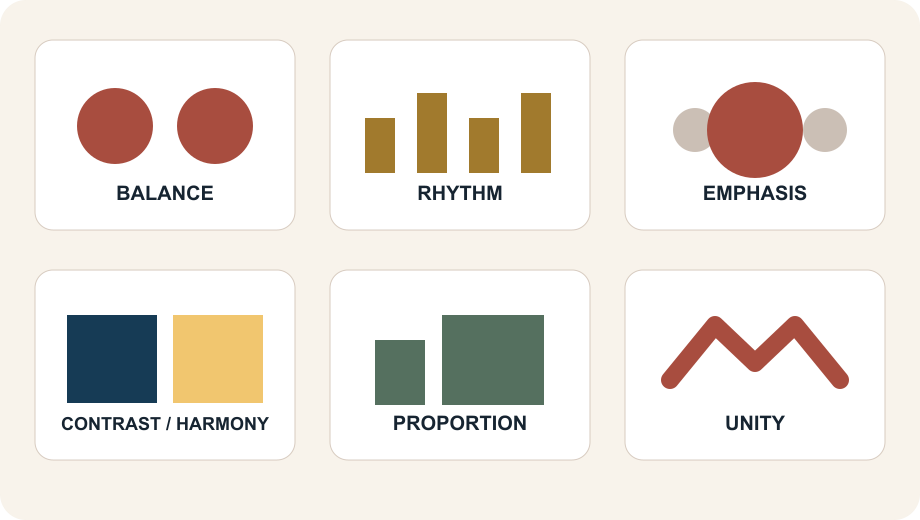 BALANCE
RHYTHM
EMPHASIS
CONTRAST / HARMONY
PROPORTION
UNITY